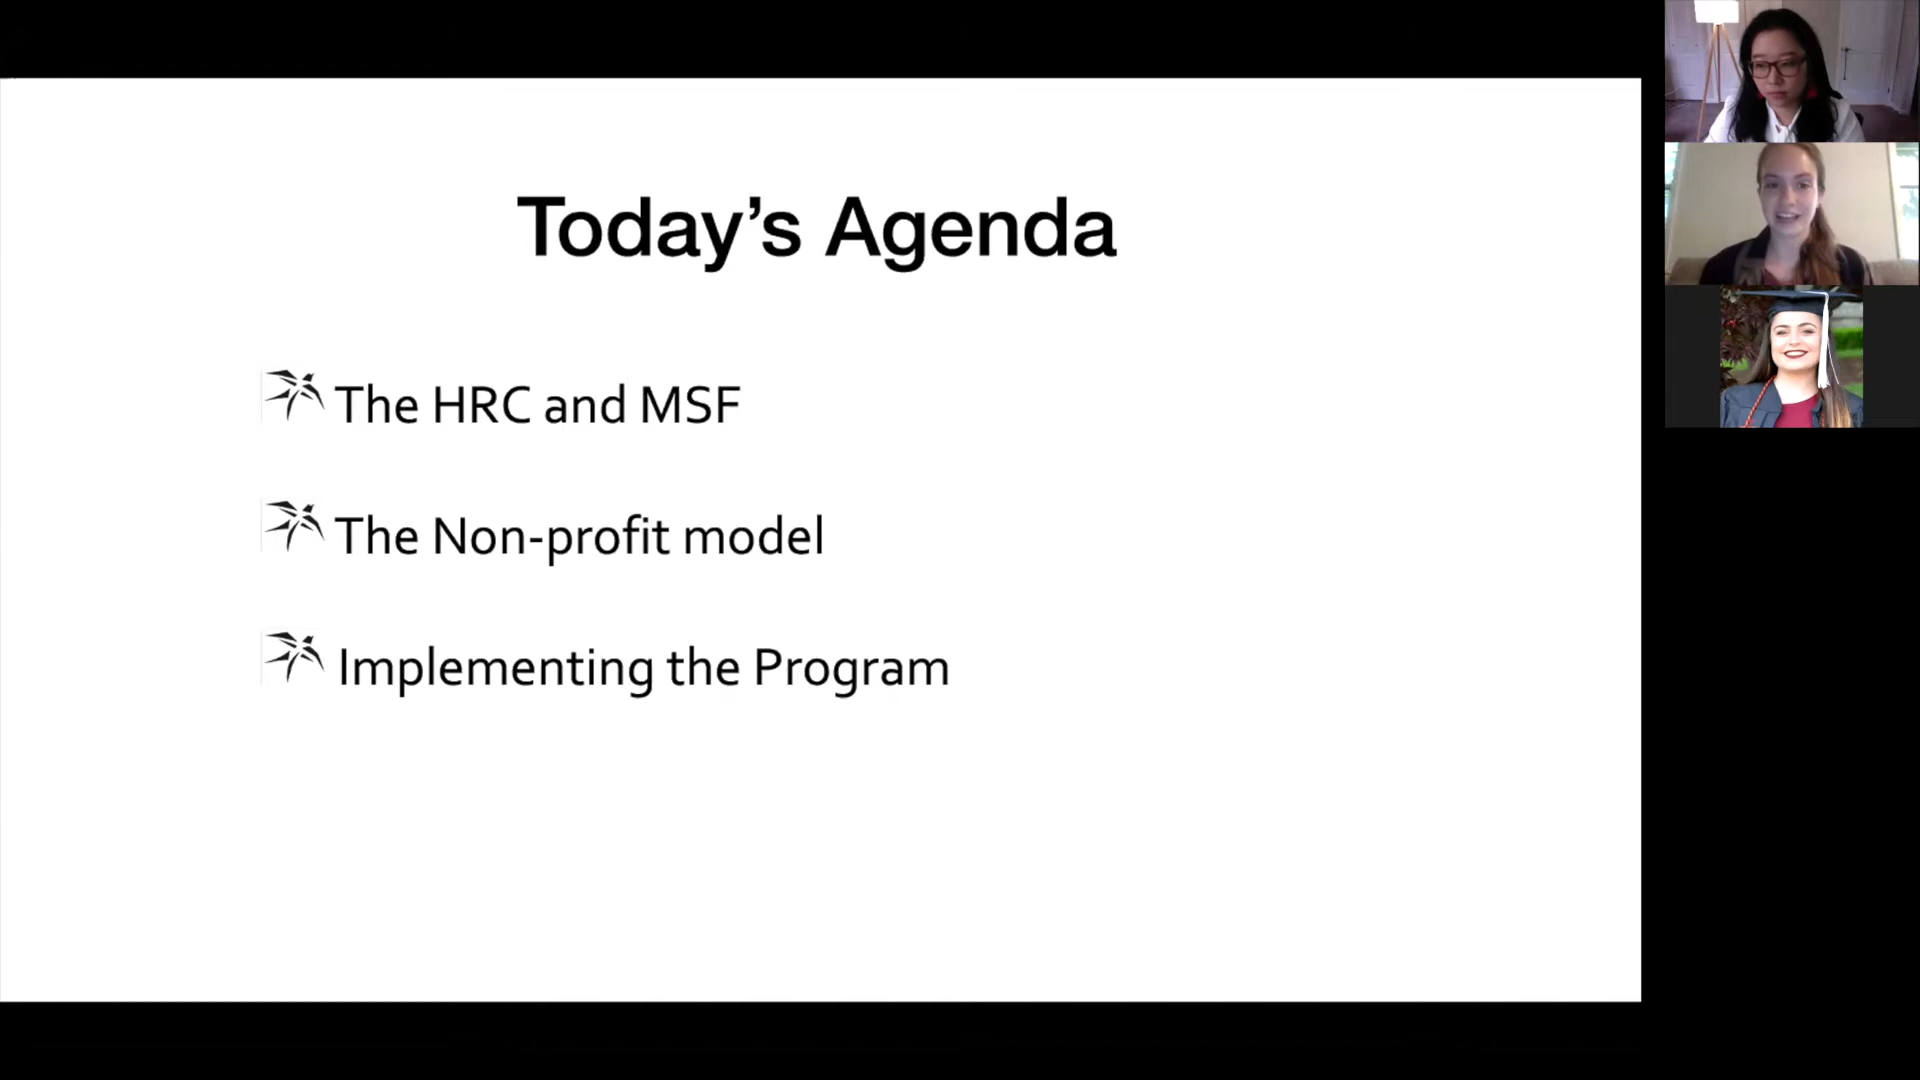 Today’s Agenda
The HRC and MSF
The Non-profit model
Implementing the Program